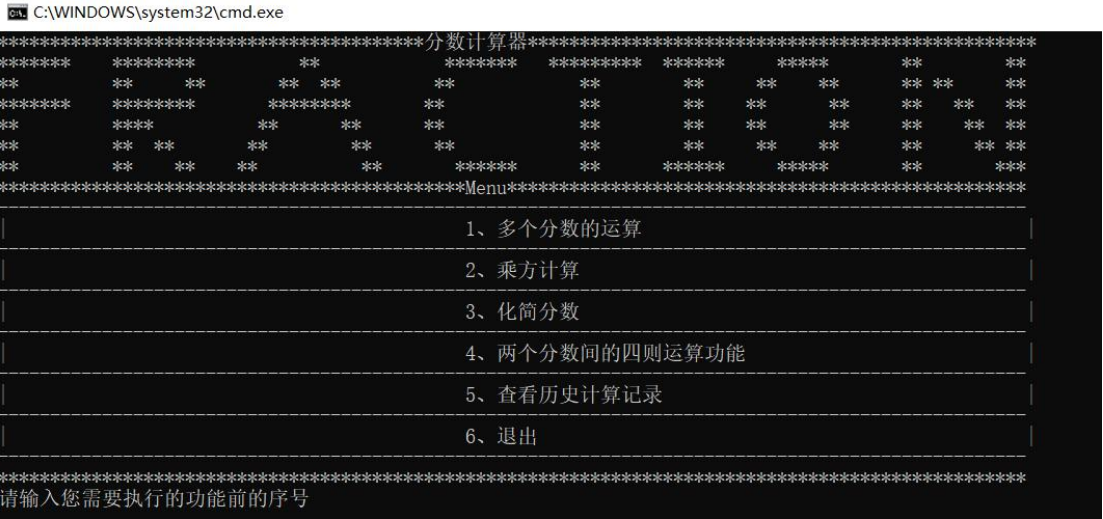 C:\WINDOWS\system32\cmd.exe
*****************************************分数计算器*************************************************
*******    ********          **            *******   *********  ******     *****       **        **
**         **     **       **  **         **            **        **     **    **      ** **     **
*******    ********       ********       **             **        **    **      **     **   **   **
**         ****          **      **      **             **        **    **      **     **    **  **
**         **  **       **        **      **            **        **     **    **      **     ** **
**         **    **    **          **       ******      **      ******     *****       **       ***
*********************************************Menu**************************************************
| 1、多个分数的运算 |
| 2、乘方计算 |
| 3、化简分数 |
| 4、两个分数间的四则运算功能 |
| 5、查看历史计算记录 |
| 6、退出 |
***************************************************************************************************
请输入您需要执行的功能前的序号